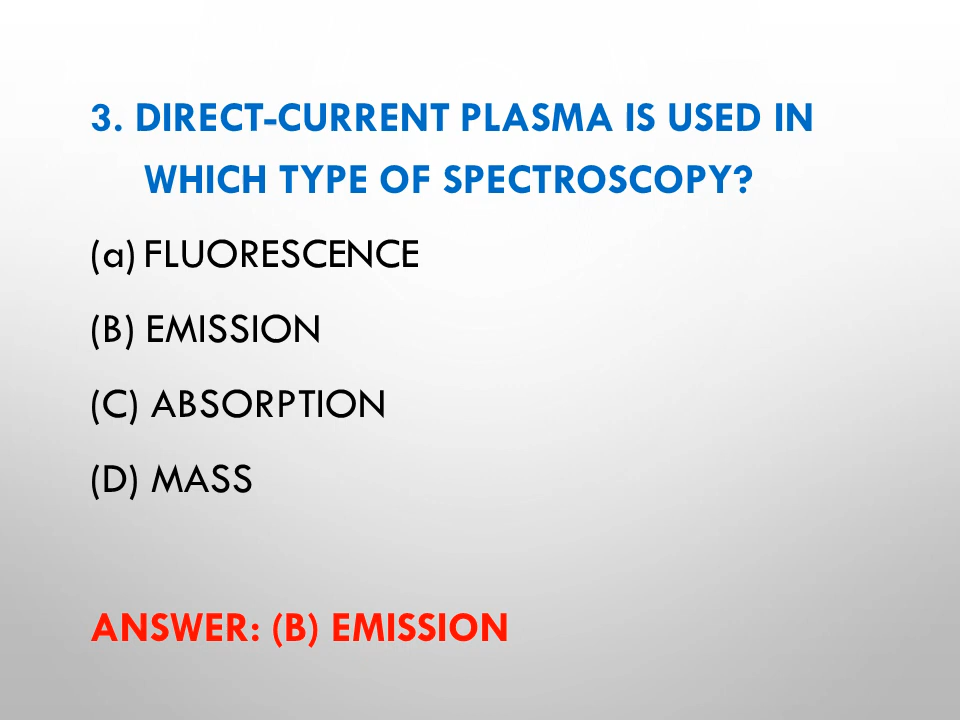 3. DIRECT-CURRENT PLASMA IS USED IN
WHICH TYPE OF SPECTROSCOPY?
(a) FLUORESCENCE
(B) EMISSION
(C) ABSORPTION
(D) MASS
ANSWER: (B) EMISSION